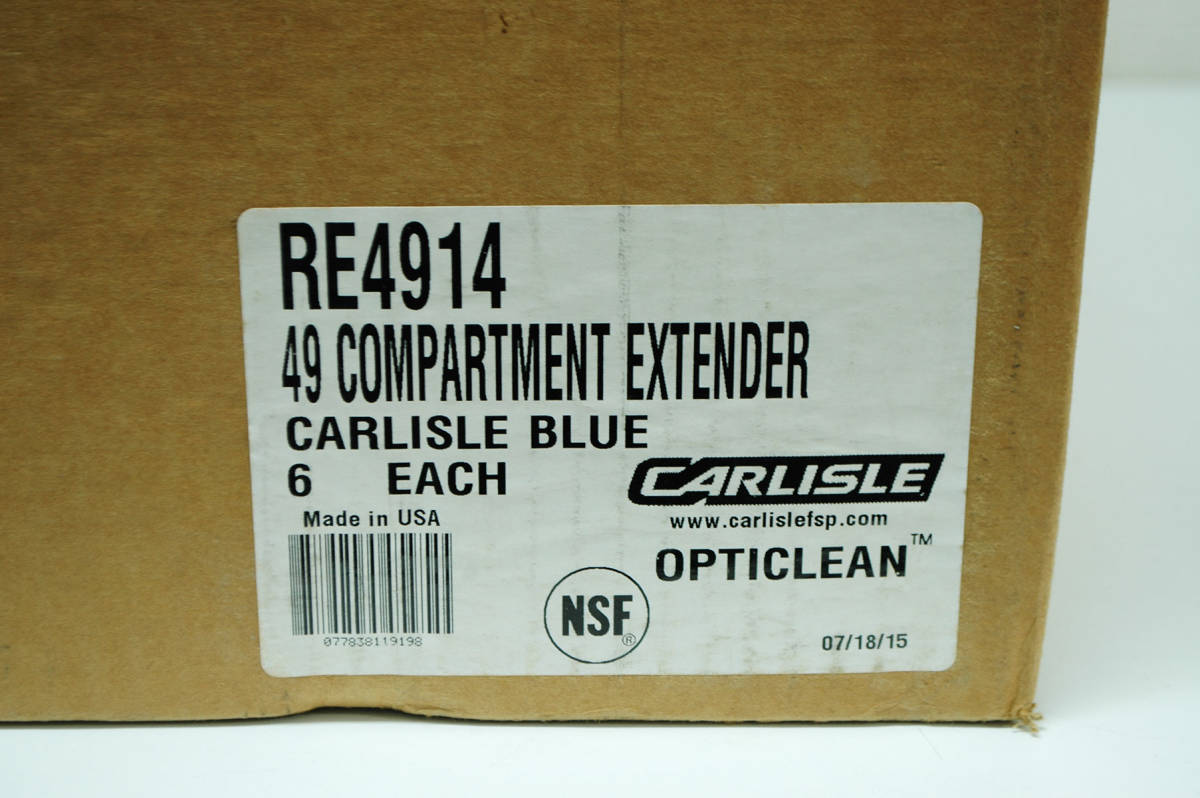 RE4914
49 COMPARTMENT EXTENDER
CARLISLE BLUE
6 EACH
CARLISLE
Made in USA
www.carlislefsp.com
OPTICLEAN™
077838119198
NSF®
07/18/15